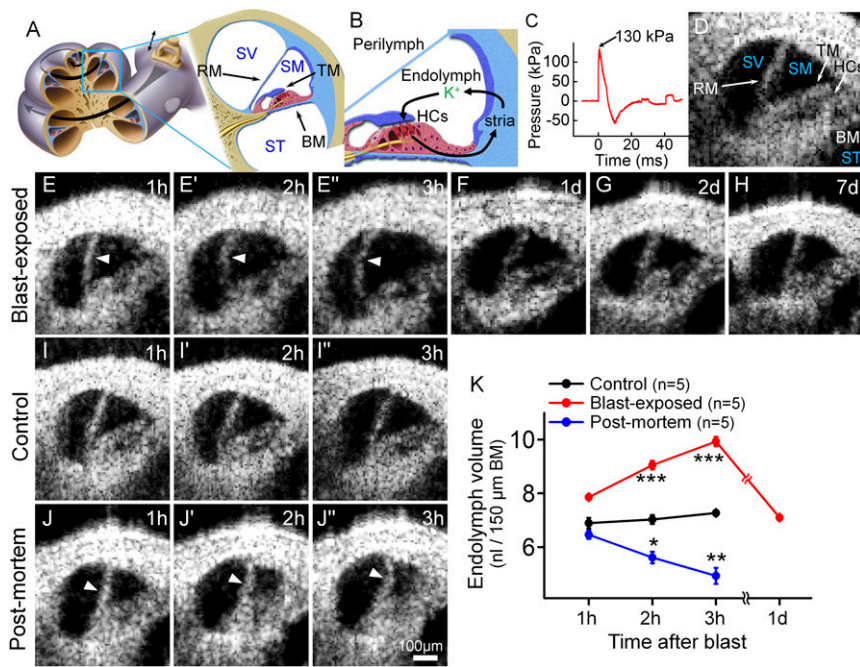 A
SV
SM
TM
RM
BM
ST
B
Perilymph
Endolymph
K+
HCs
stria
C
130 kPa
Pressure (kPa)
100
50
0
-50
0 20 40
Time (ms)
D
SV
SM
TM
HCs
RM
BM
ST
Blast-exposed
E 1h
E' 2h
E'' 3h
F 1d
G 2d
H 7d
Control
I 1h
I' 2h
I'' 3h
Post-mortem
J 1h
J' 2h
J'' 3h
100µm
K
Control (n=5)
Blast-exposed (n=5)
Post-mortem (n=5)
Endolymph volume
(nl / 150 µm BM)
10
8
6
***
***
*
**
1h 2h 3h 1d
Time after blast